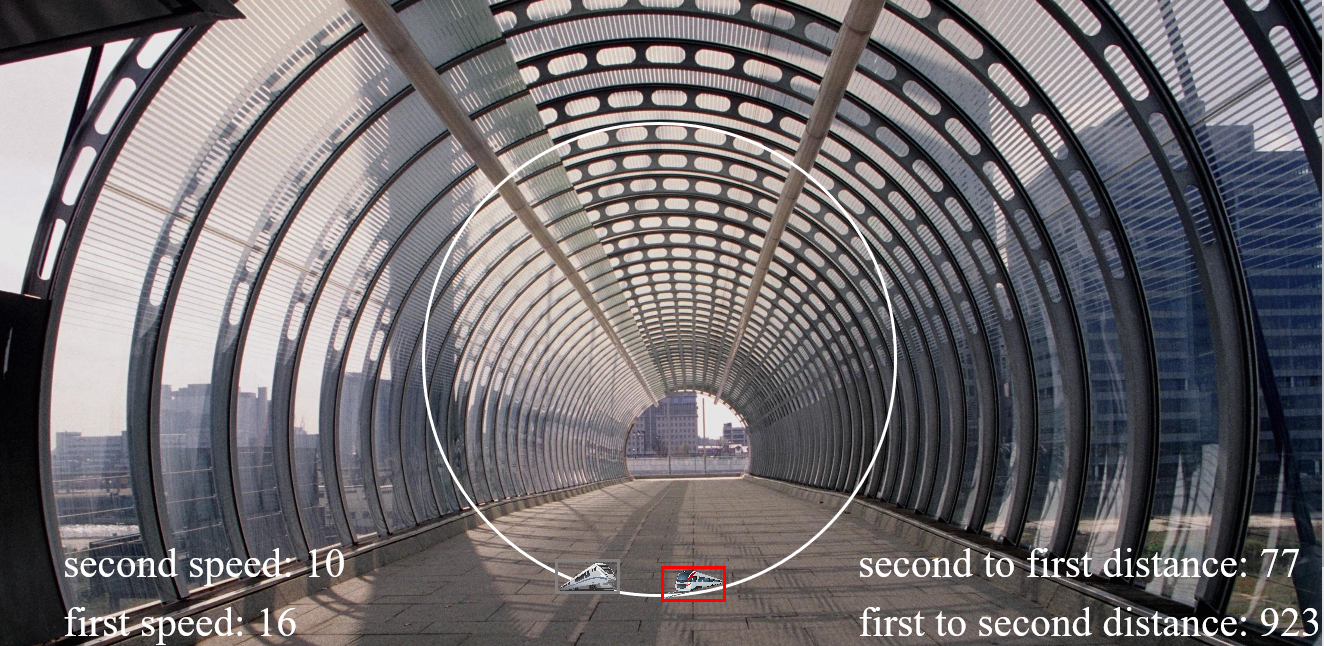 second speed: 10
first speed: 16
second to first distance: 77
first to second distance: 923